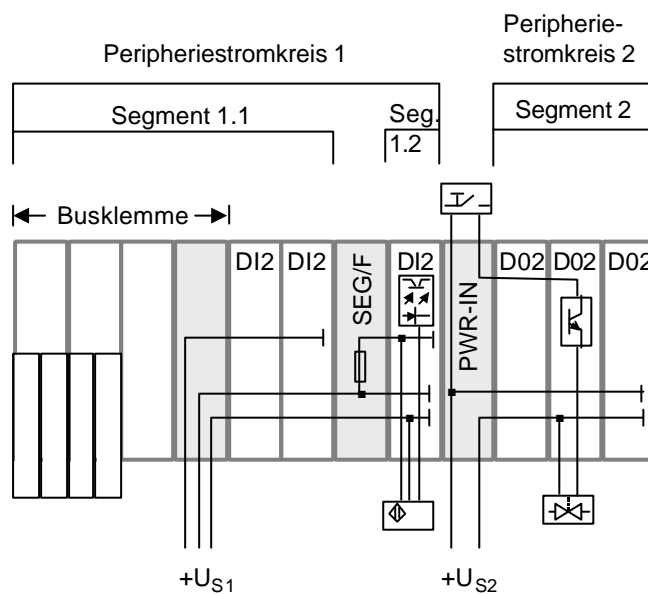 Peripheriestromkreis 1
Peripherie-
stromkreis 2
Segment 1.1
Seg.
1.2
Segment 2
Busklemme
DI2
DI2
SEG/F
DI2
PWR-IN
D02
D02
D02
+US1
+US2